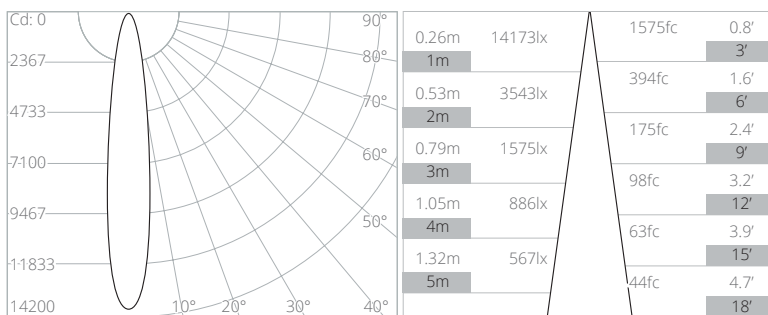 Cd: 0
2367
4733
7100
9467
11833
14200
90°
80°
70°
60°
50°
40°
30°
20°
10°
0.26m 14173lx
1m
0.53m 3543lx
2m
0.79m 1575lx
3m
1.05m 886lx
4m
1.32m 567lx
5m
1575fc 0.8'
3'
394fc 1.6'
6'
175fc 2.4'
9'
98fc 3.2'
12'
63fc 3.9'
15'
44fc 4.7'
18'